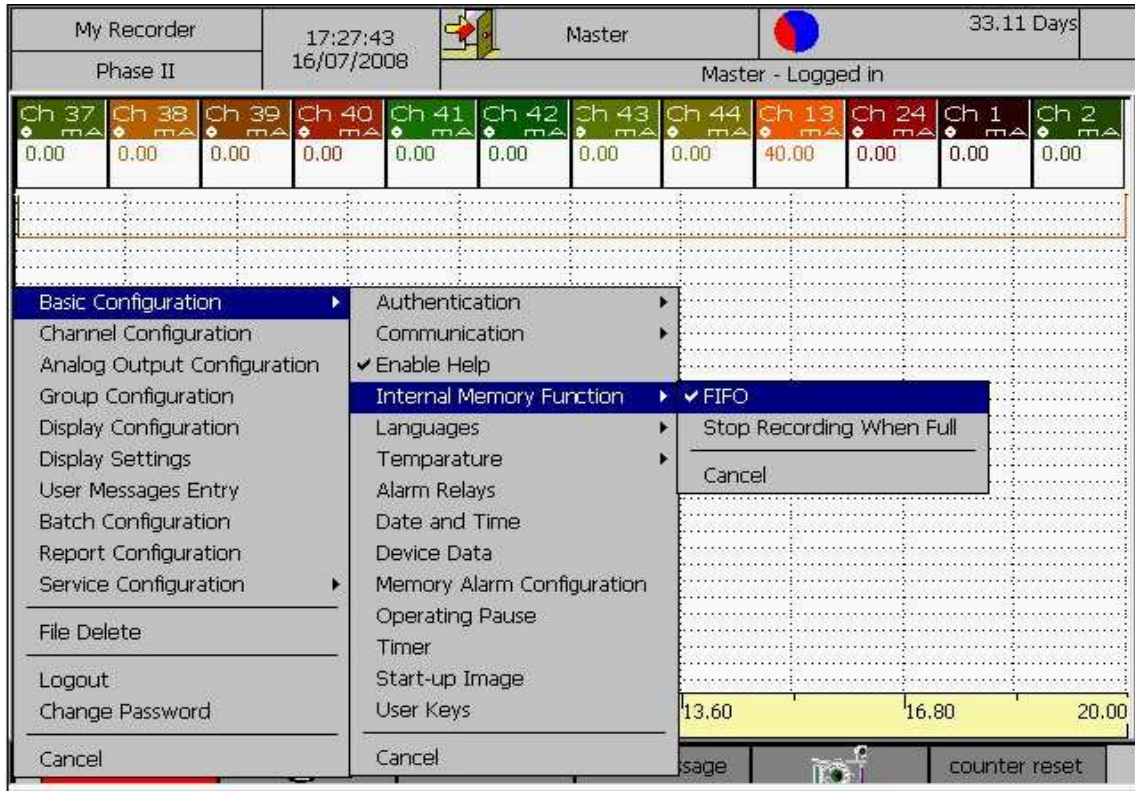 My Recorder
Phase II
17:27:43
16/07/2008
Master
33.11 Days
Master - Logged in
Ch 37 Ch 38 Ch 39 Ch 40 Ch 41 Ch 42 Ch 43 Ch 44 Ch 13 Ch 24 Ch 1 Ch 2
mA mA mA mA mA mA mA mA mA mA mA mA
0.00 0.00 0.00 0.00 0.00 0.00 0.00 0.00 40.00 0.00 0.00 0.00
Basic Configuration
Channel Configuration
Analog Output Configuration
Group Configuration
Display Configuration
Display Settings
User Messages Entry
Batch Configuration
Report Configuration
Service Configuration
File Delete
Logout
Change Password
Cancel
Authentication
Communication
Enable Help
Internal Memory Function
Languages
Temparature
Alarm Relays
Date and Time
Device Data
Memory Alarm Configuration
Operating Pause
Timer
Start-up Image
User Keys
Cancel
FIFO
Stop Recording When Full
Cancel
13.60 16.80 20.00
ssage
counter reset